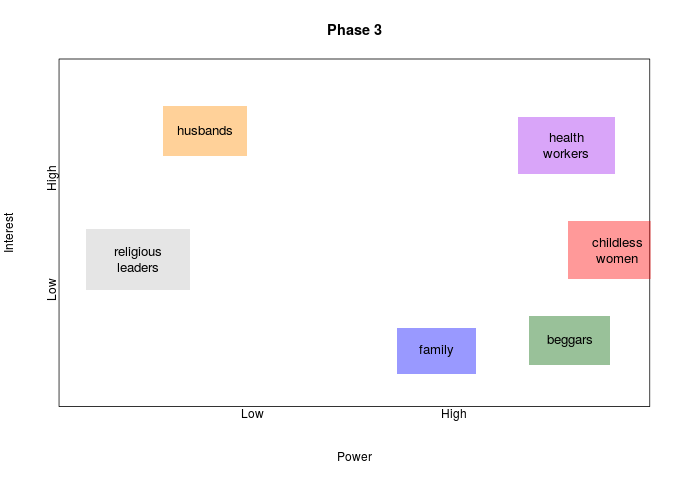 Phase 3
husbands
health
workers
High
religious
leaders
childless
women
Interest
Low
family
beggars
Low
High
Power